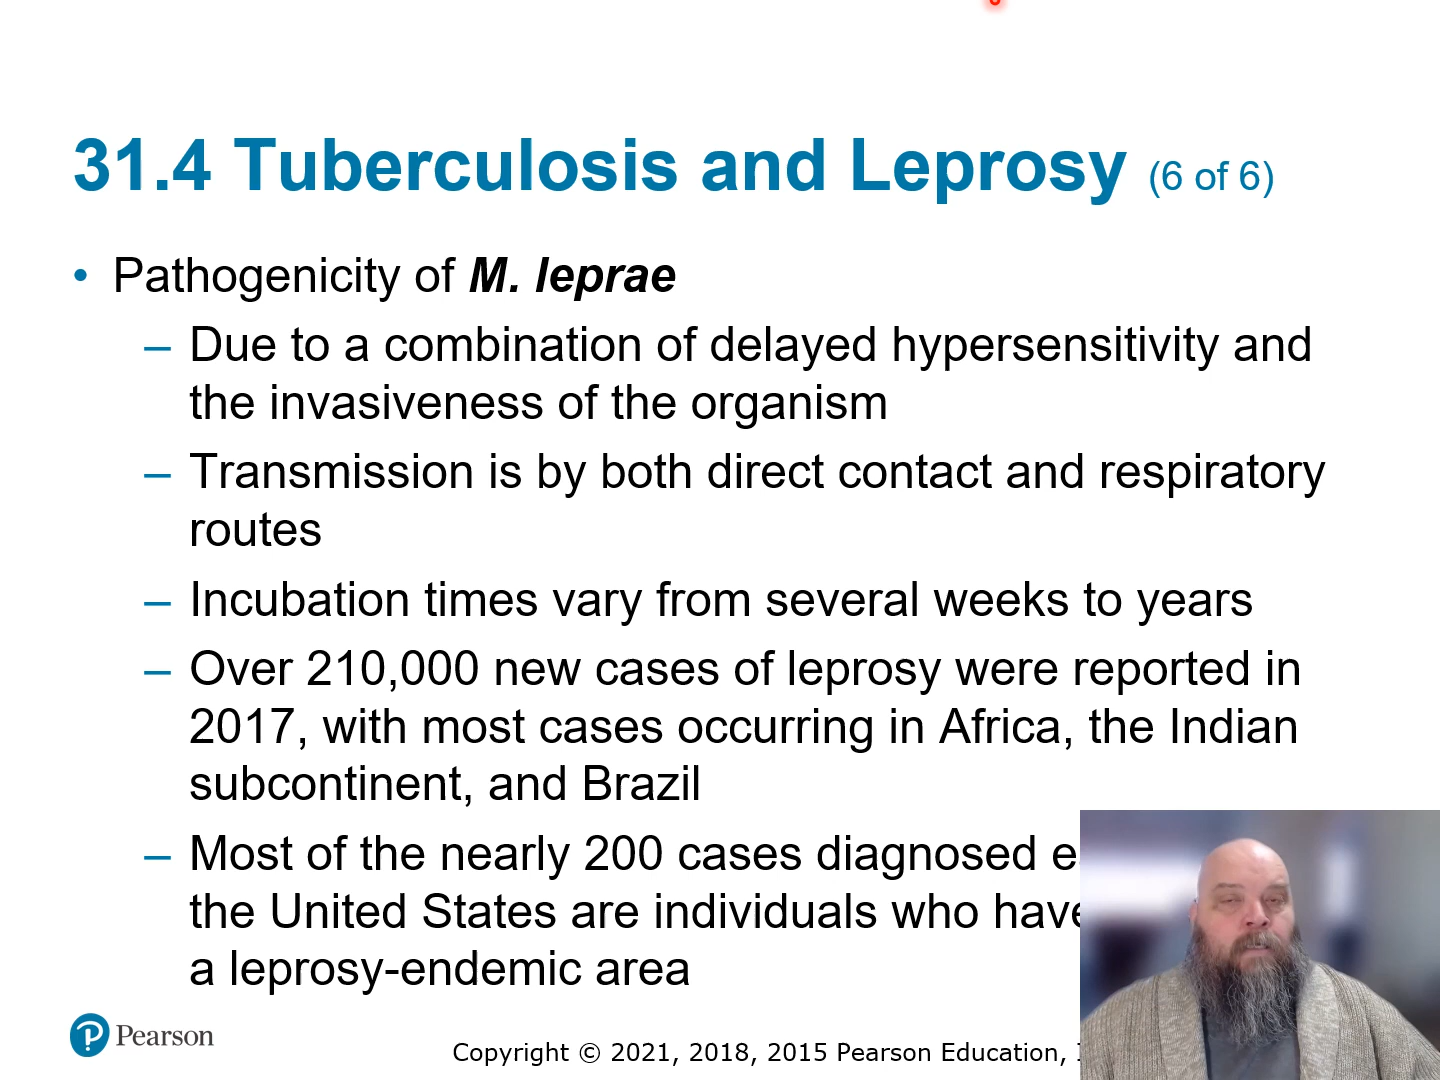 31.4 Tuberculosis and Leprosy (6 of 6)
• Pathogenicity of M. leprae
– Due to a combination of delayed hypersensitivity and
the invasiveness of the organism
– Transmission is by both direct contact and respiratory
routes
– Incubation times vary from several weeks to years
– Over 210,000 new cases of leprosy were reported in
2017, with most cases occurring in Africa, the Indian
subcontinent, and Brazil
– Most of the nearly 200 cases diagnosed
the United States are individuals who have
a leprosy-endemic area
Pearson
Copyright © 2021, 2018, 2015 Pearson Education,